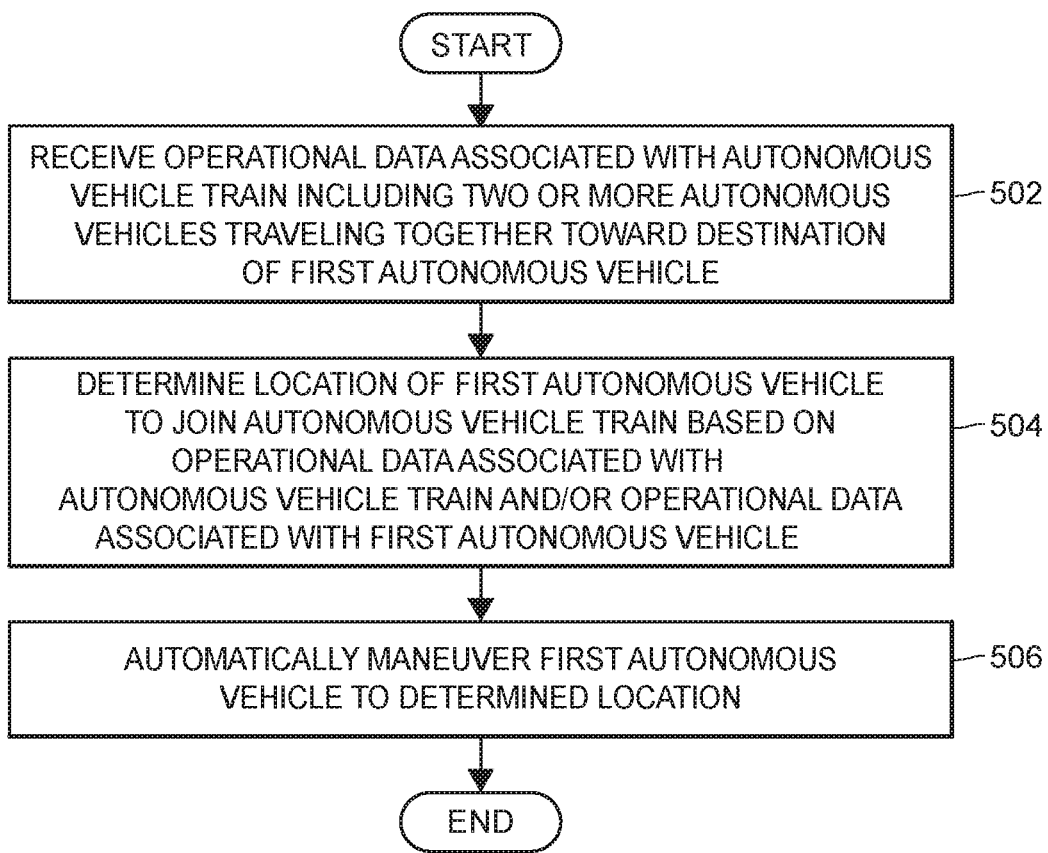 START
RECEIVE OPERATIONAL DATA ASSOCIATED WITH AUTONOMOUS
VEHICLE TRAIN INCLUDING TWO OR MORE AUTONOMOUS
VEHICLES TRAVELING TOGETHER TOWARD DESTINATION
OF FIRST AUTONOMOUS VEHICLE
502
DETERMINE LOCATION OF FIRST AUTONOMOUS VEHICLE
TO JOIN AUTONOMOUS VEHICLE TRAIN BASED ON
OPERATIONAL DATA ASSOCIATED WITH
AUTONOMOUS VEHICLE TRAIN AND/OR OPERATIONAL DATA
ASSOCIATED WITH FIRST AUTONOMOUS VEHICLE
504
AUTOMATICALLY MANEUVER FIRST AUTONOMOUS
VEHICLE TO DETERMINED LOCATION
506
END